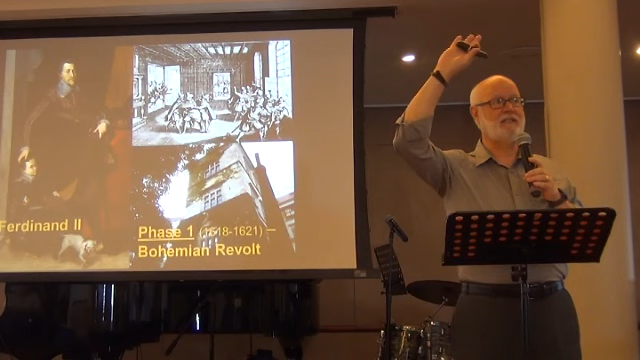 Ferdinand II
Phase 1 (1618-1621) –
Bohemian Revolt